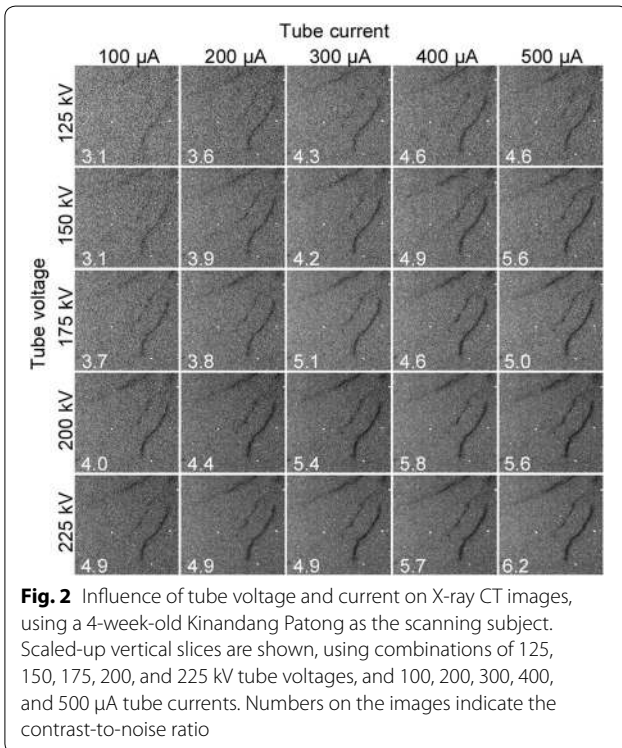 Tube current
100 µA 200 µA 300 µA 400 µA 500 µA
Tube voltage
125 kV
3.1 3.6 4.3 4.6 4.6
150 kV
3.1 3.9 4.2 4.9 5.6
175 kV
3.7 3.8 5.1 4.6 5.0
200 kV
4.0 4.4 5.4 5.8 5.6
225 kV
4.9 4.9 4.9 5.7 6.2
Fig. 2 Influence of tube voltage and current on X-ray CT images,
using a 4-week-old Kinandang Patong as the scanning subject.
Scaled-up vertical slices are shown, using combinations of 125,
150, 175, 200, and 225 kV tube voltages, and 100, 200, 300, 400,
and 500 µA tube currents. Numbers on the images indicate the
contrast-to-noise ratio